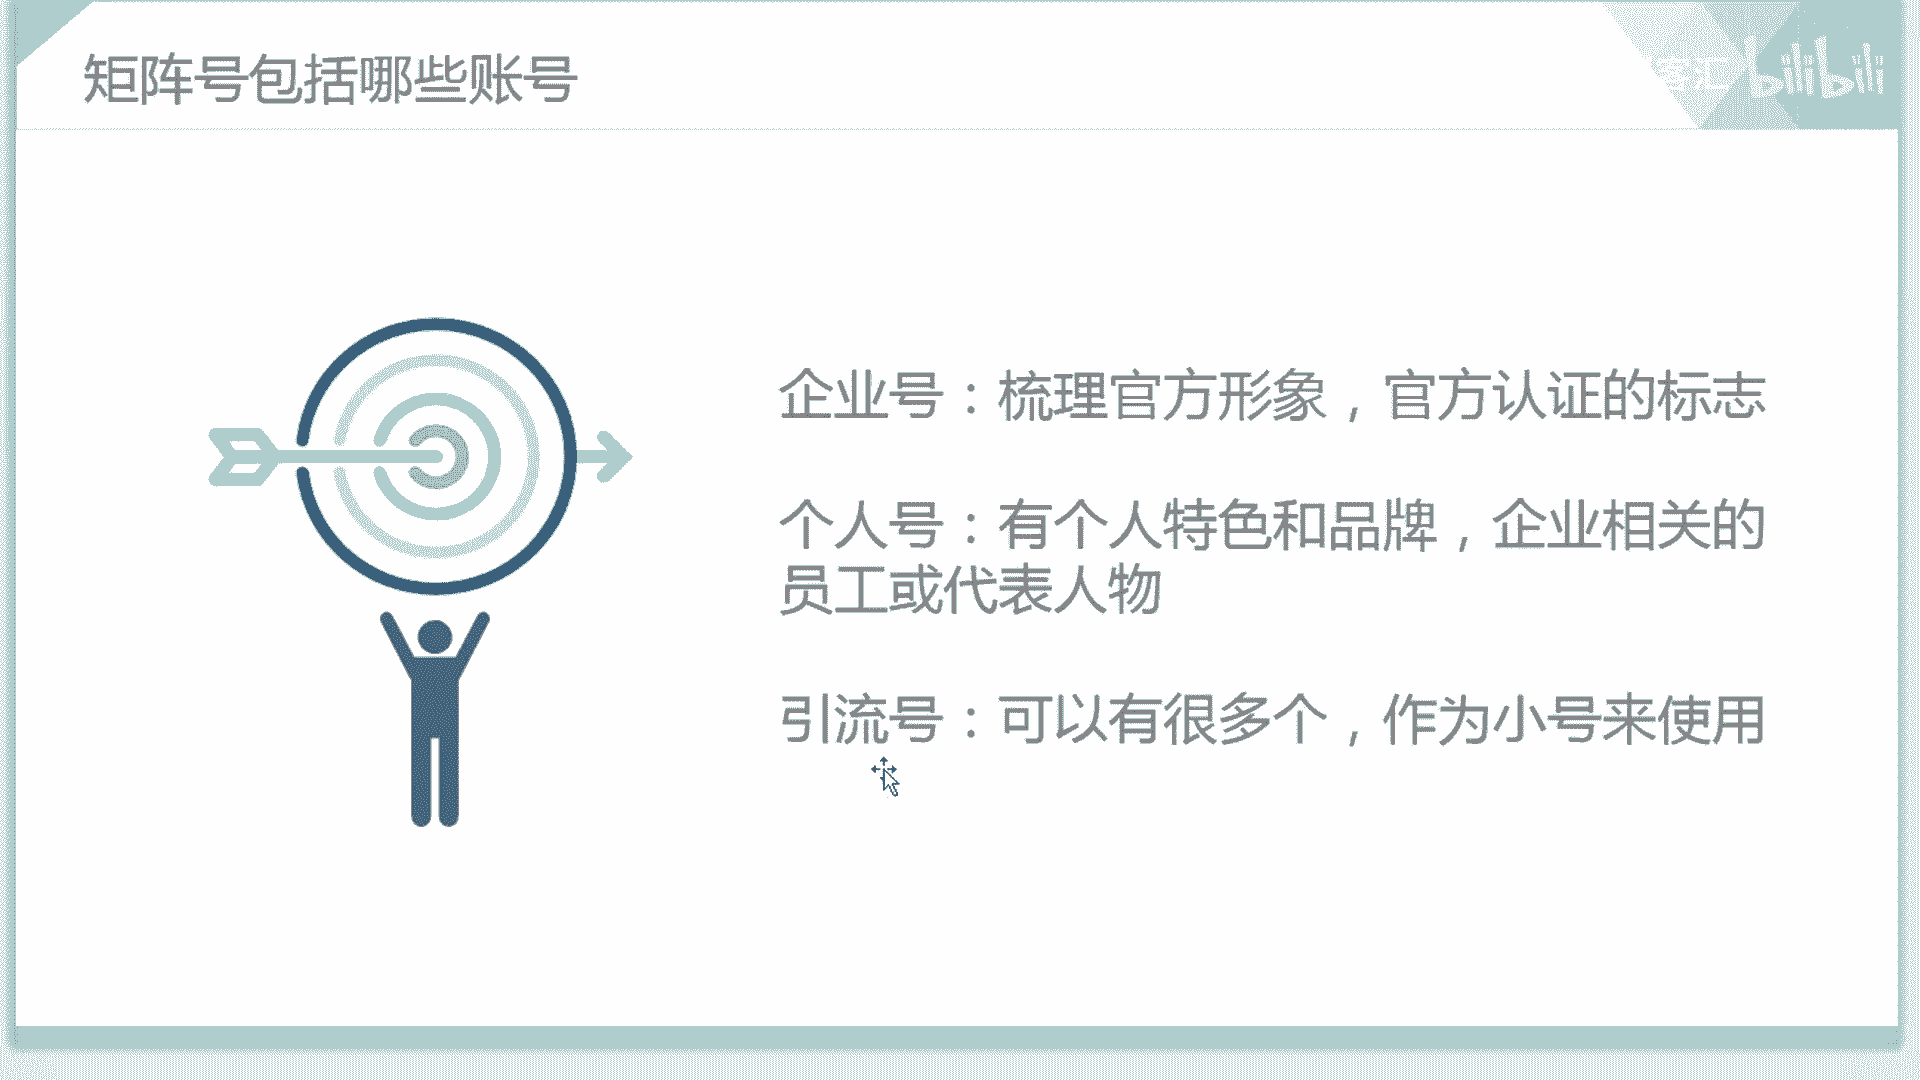 矩阵号包括哪些账号
客汇 bilibili
企业号：梳理官方形象，官方认证的标志
个人号：有个人特色和品牌，企业相关的
员工或代表人物
引流号：可以有很多个，作为小号来使用